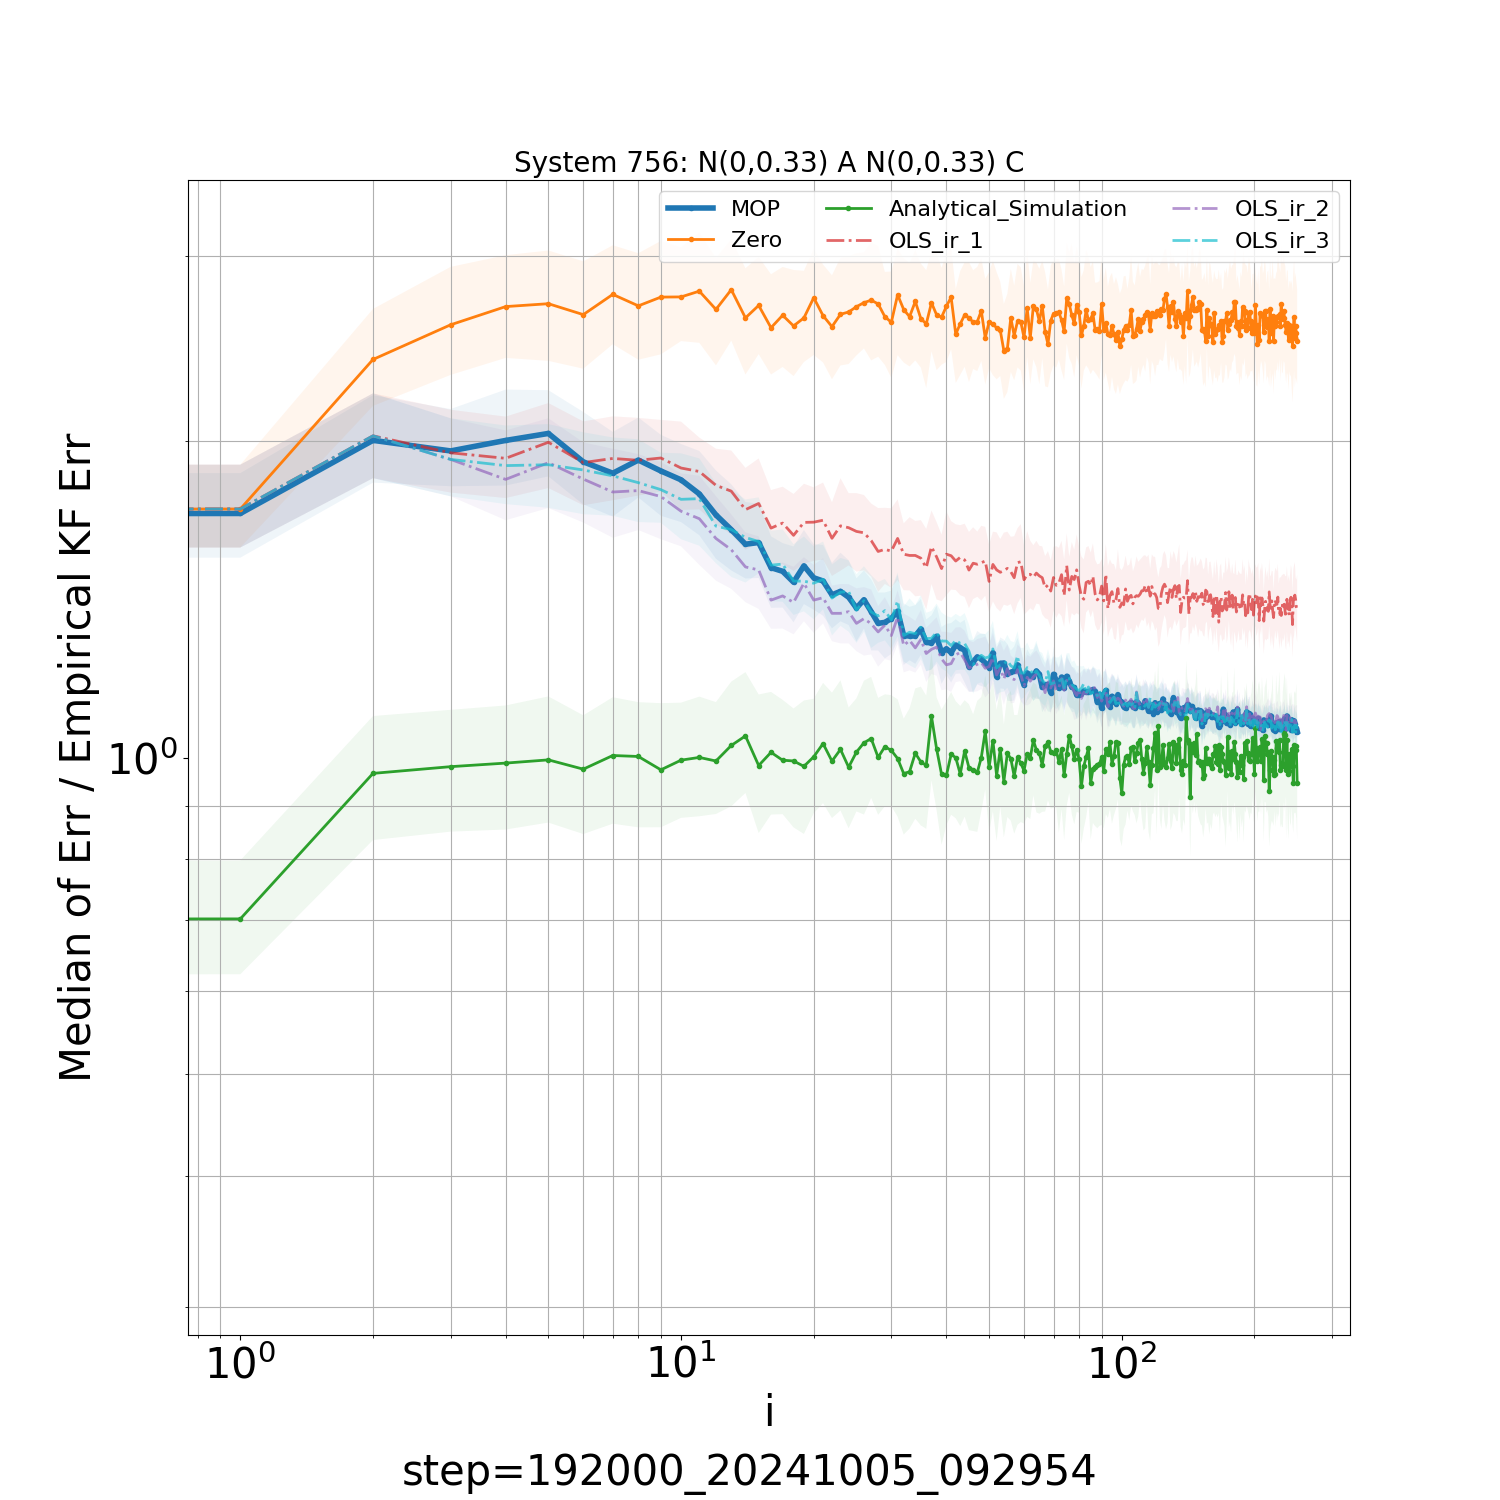 System 756: N(0,0.33) A N(0,0.33) C
MOP
Zero
Analytical_Simulation
OLS_ir_1
OLS_ir_2
OLS_ir_3
Median of Err / Empirical KF Err
10⁰
10⁰ 10¹ 10²
i
step=192000_20241005_092954